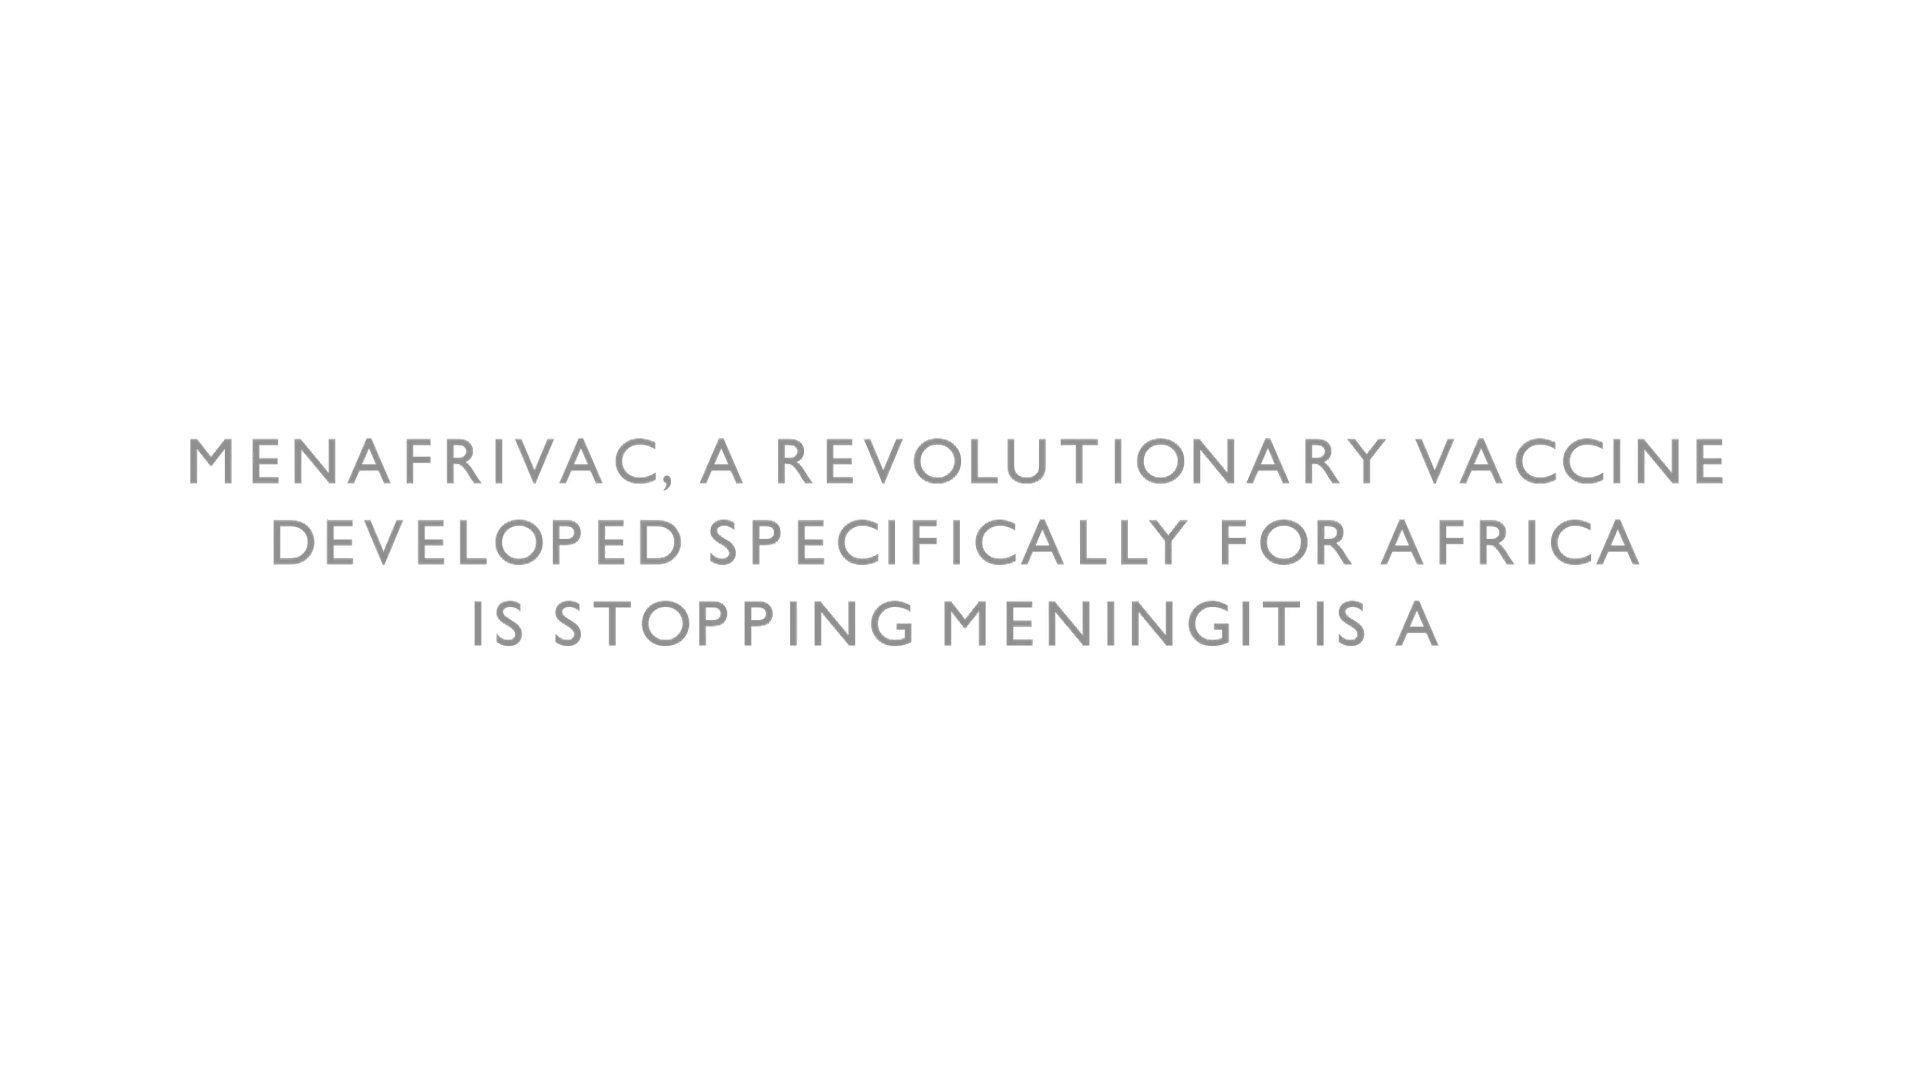 MENAFRIVAC, A REVOLUTIONARY VACCINE
DEVELOPED SPECIFICALLY FOR AFRICA
IS STOPPING MENINGITIS A